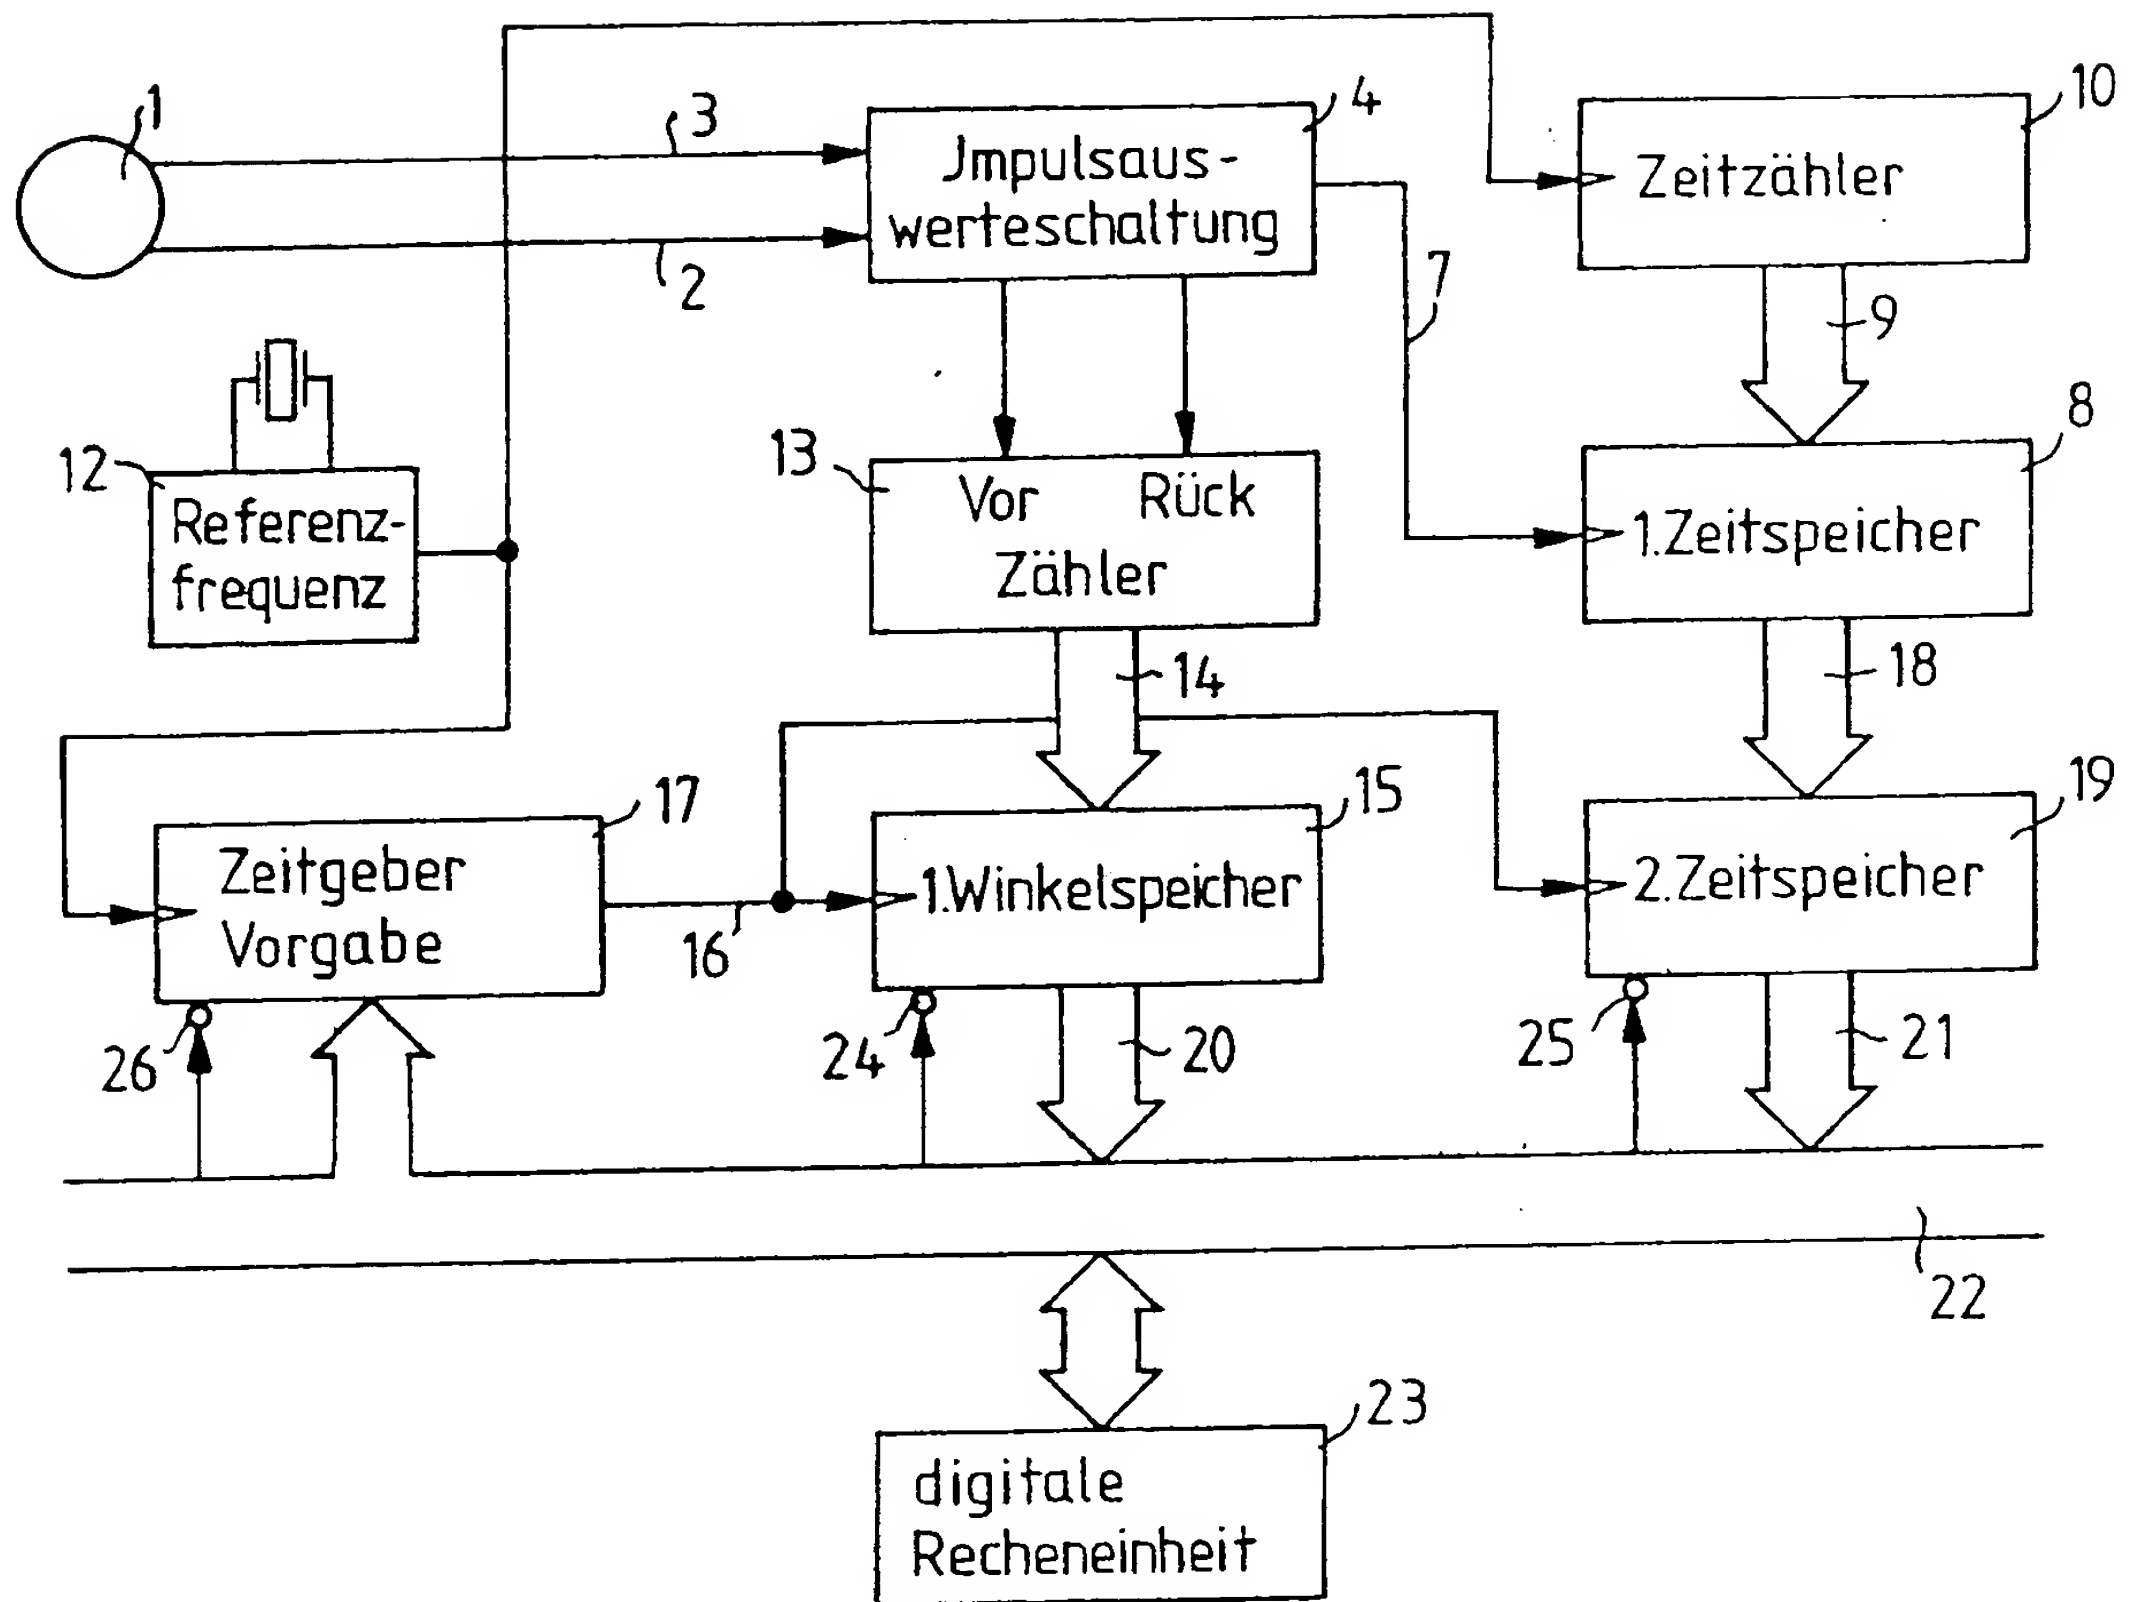 1
3
2
Jmpulsaus-
werteschaltung
4
7
Zeitzähler
10
9
12
Referenz-
frequenz
13
Vor Rück
Zähler
14
1.Zeitspeicher
8
18
Zeitgeber
Vorgabe
17
16
1.Winkelspeicher
15
2.Zeitspeicher
19
26
24
20
25
21
22
digitale
Recheneinheit
23